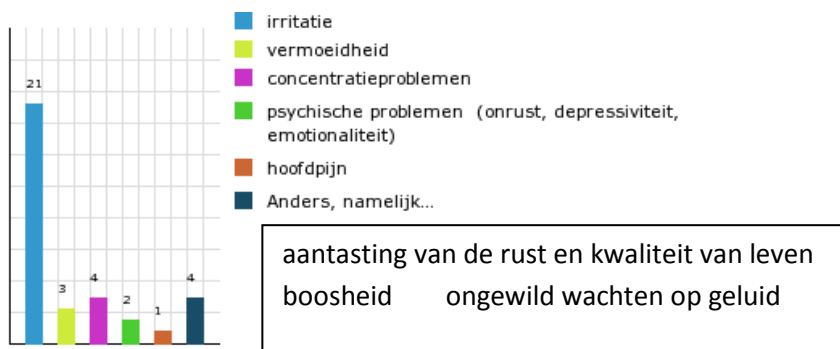 irritatie
vermoeidheid
concentratieproblemen
psychische problemen (onrust, depressiviteit,
emotionaliteit)
hoofdpijn
Anders, namelijk...
21
3
4
2
1
4
aantasting van de rust en kwaliteit van leven
boosheid ongewild wachten op geluid